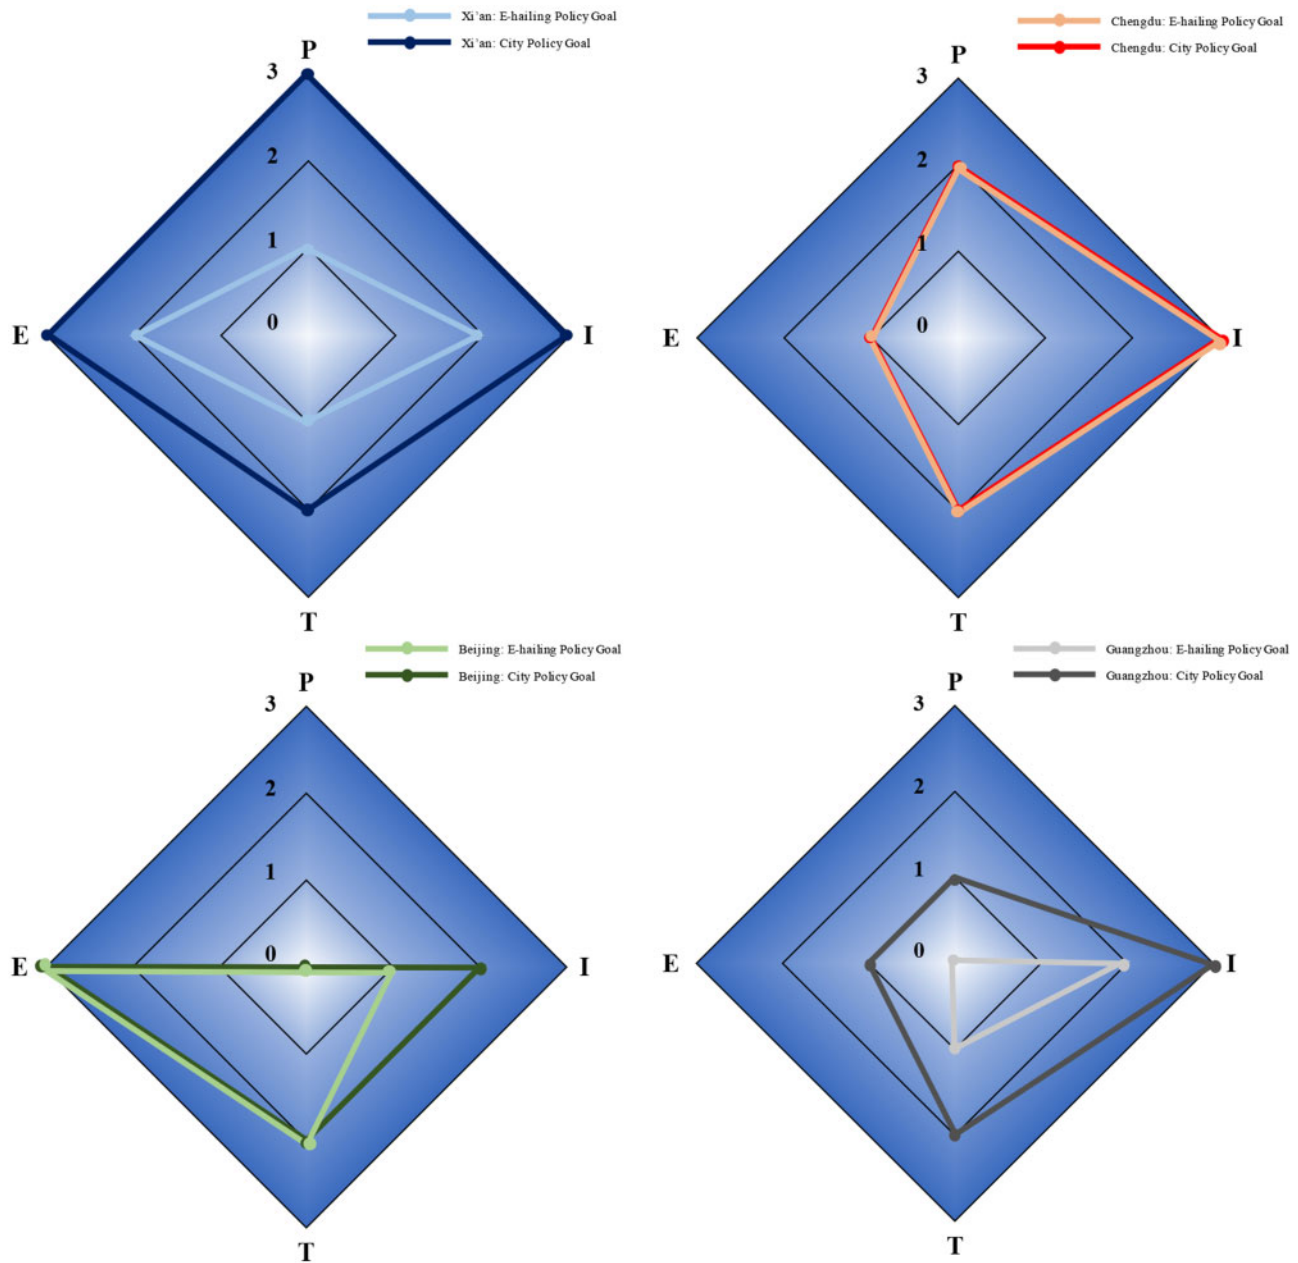 Xi’an: E-hailing Policy Goal
Xi’an: City Policy Goal
P
3
2
1
0
E
I
T
Chengdu: E-hailing Policy Goal
Chengdu: City Policy Goal
P
3
2
1
0
E
I
T
Beijing: E-hailing Policy Goal
Beijing: City Policy Goal
P
3
2
1
0
E
I
T
Guangzhou: E-hailing Policy Goal
Guangzhou: City Policy Goal
P
3
2
1
0
E
I
T